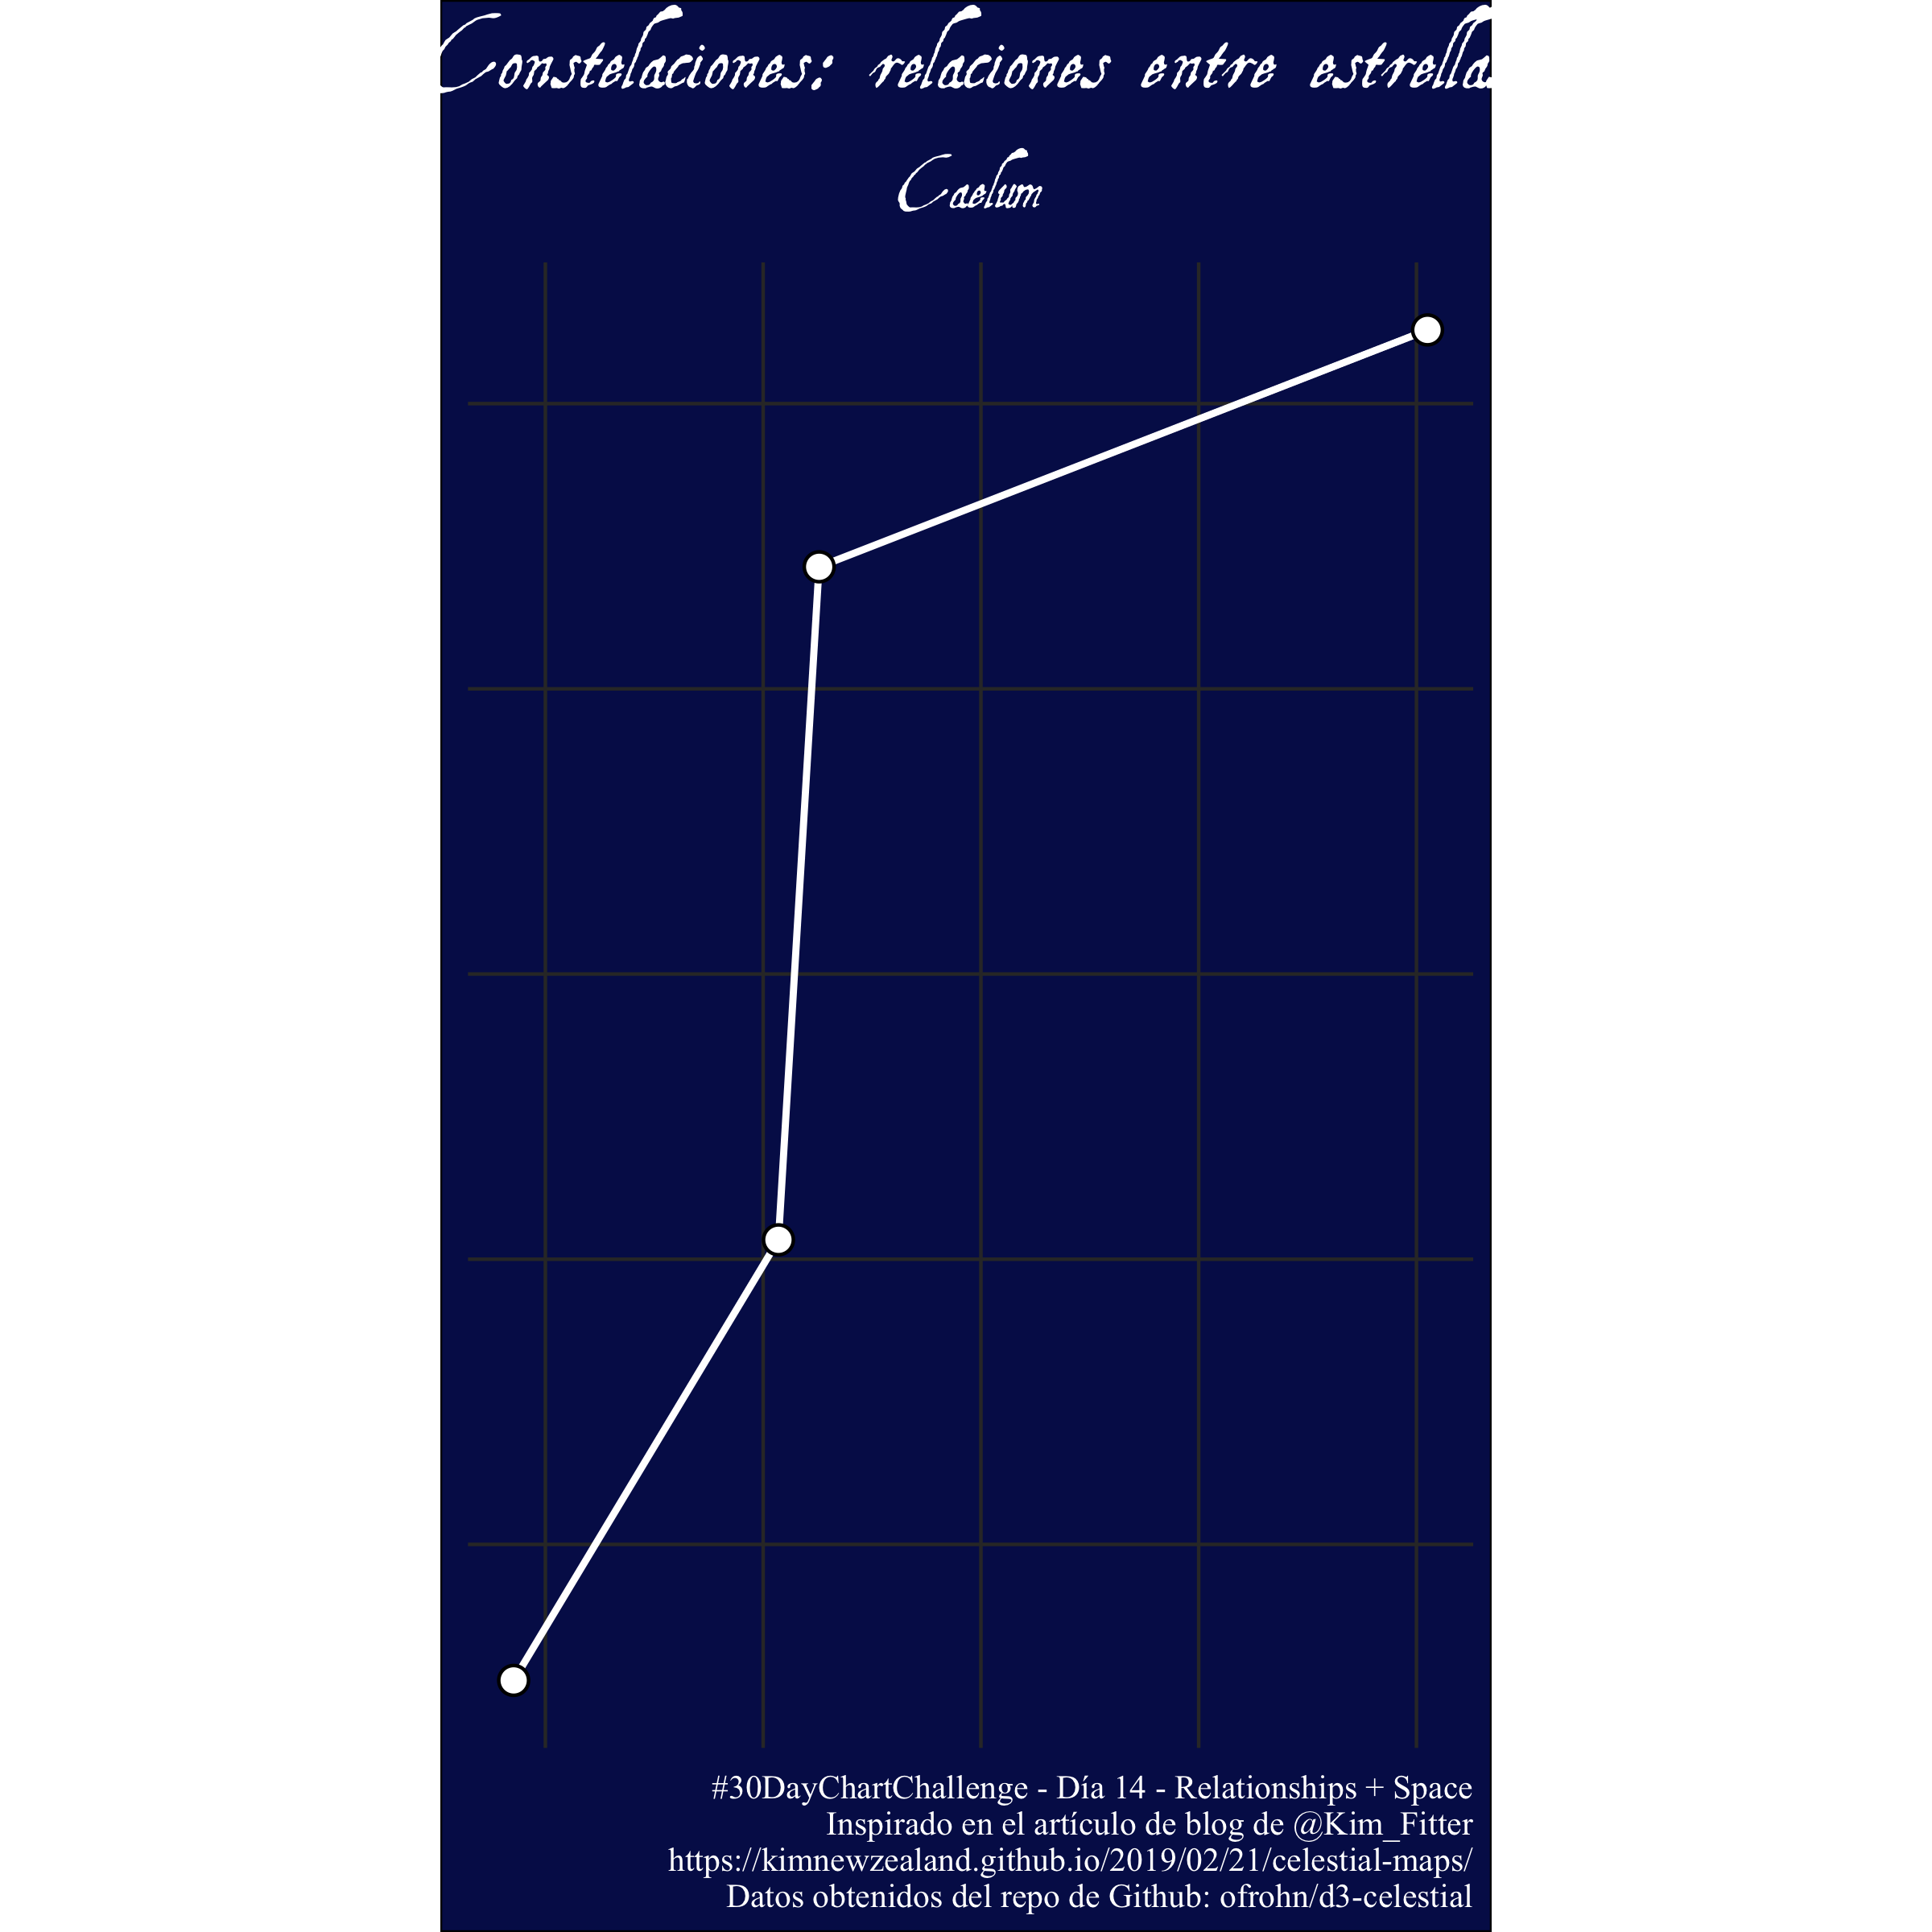 Constelaciones: relaciones entre estrella
Caelum
#30DayChartChallenge - Día 14 - Relationships + Space
Inspirado en el artículo de blog de @Kim_Fitter
https://kimnewzealand.github.io/2019/02/21/celestial-maps/
Datos obtenidos del repo de Github: ofrohn/d3-celestial